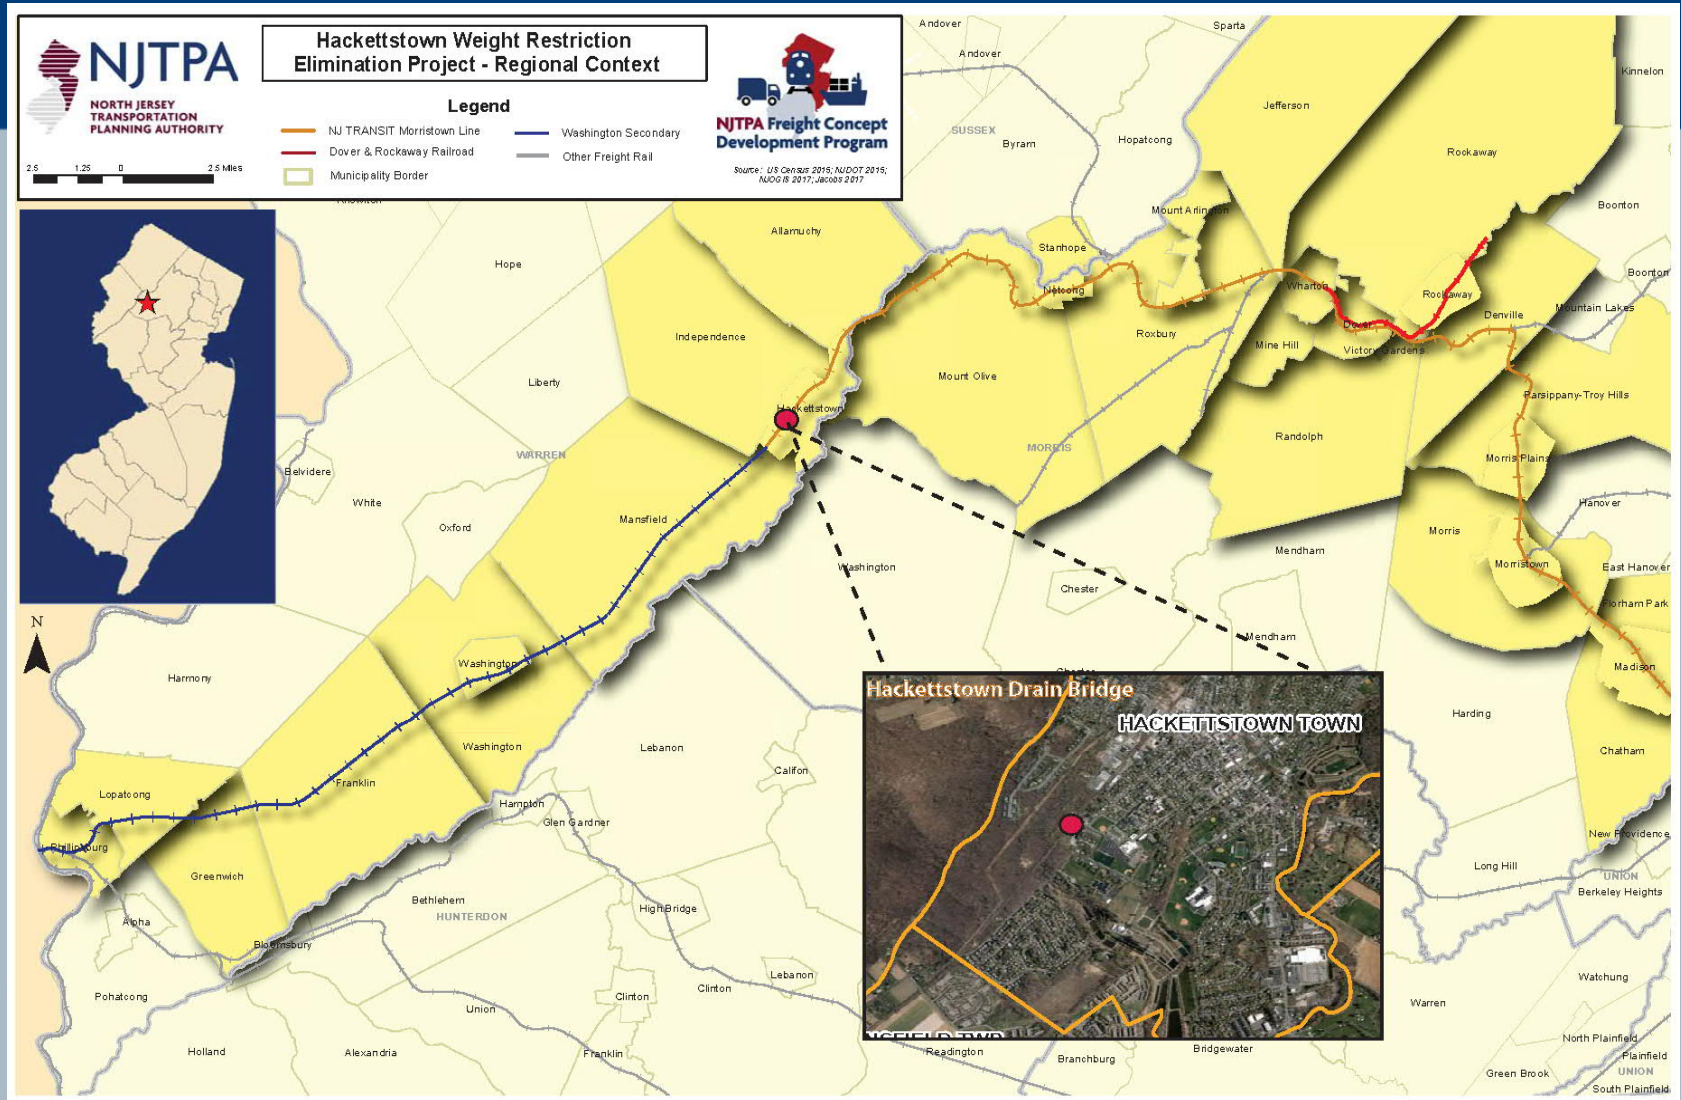 NJTPA
NORTH JERSEY
TRANSPORTATION
PLANNING AUTHORITY
Hackettstown Weight Restriction
Elimination Project - Regional Context
Legend
NJ TRANSIT Morristown Line
Dover & Rockaway Railroad
Municipality Border
Washington Secondary
Other Freight Rail
NJTPA Freight Concept
Development Program
Source: US Census 2015; NJDOT 2015;
NJOGIS 2017; Jacobs 2017
2.5 1.25 0 2.5 Miles
N
Andover
Andover
Sparta
Kinnelon
Jefferson
SUSSEX
Byram
Hopatcong
Rockaway
Knowlton
Mount Arlington
Boonton
Allamuchy
Stanhope
Hope
Boonton
Netcong
Wharton
Rockaway
Mountain Lakes
Denville
Dover
Independence
Roxbury
Mine Hill
Victory Gardens
Mount Olive
Liberty
Parsippany-Troy Hills
Hackettstown
Randolph
MORRIS
WARREN
Morris Plains
Belvidere
White
Hanover
Oxford
Mansfield
Morris
Mendham
Washington
Morristown
East Hanover
Chester
Florham Park
Mendham
Washington
Madison
Chester
Harmony
Harding
Washington
Lebanon
Chatham
Califon
Franklin
Lopatcong
Hampton
Glen Gardner
New Providence
Phillipsburg
Long Hill
Greenwich
UNION
Berkeley Heights
Bethlehem
HUNTERDON
High Bridge
Alpha
Bloomsbury
Lebanon
Watchung
Pohatcong
Clinton
Clinton
Warren
Union
North Plainfield
Holland
Alexandria
Franklin
Readington
Branchburg
Bridgewater
Plainfield
UNION
Green Brook
South Plainfield
Hackettstown Drain Bridge
HACKETTSTOWN TOWN